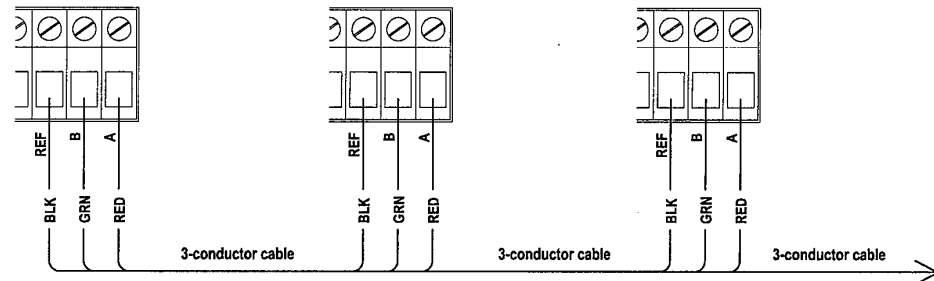 REF B A REF B A REF B A
BLK GRN RED BLK GRN RED BLK GRN RED
3-conductor cable 3-conductor cable 3-conductor cable